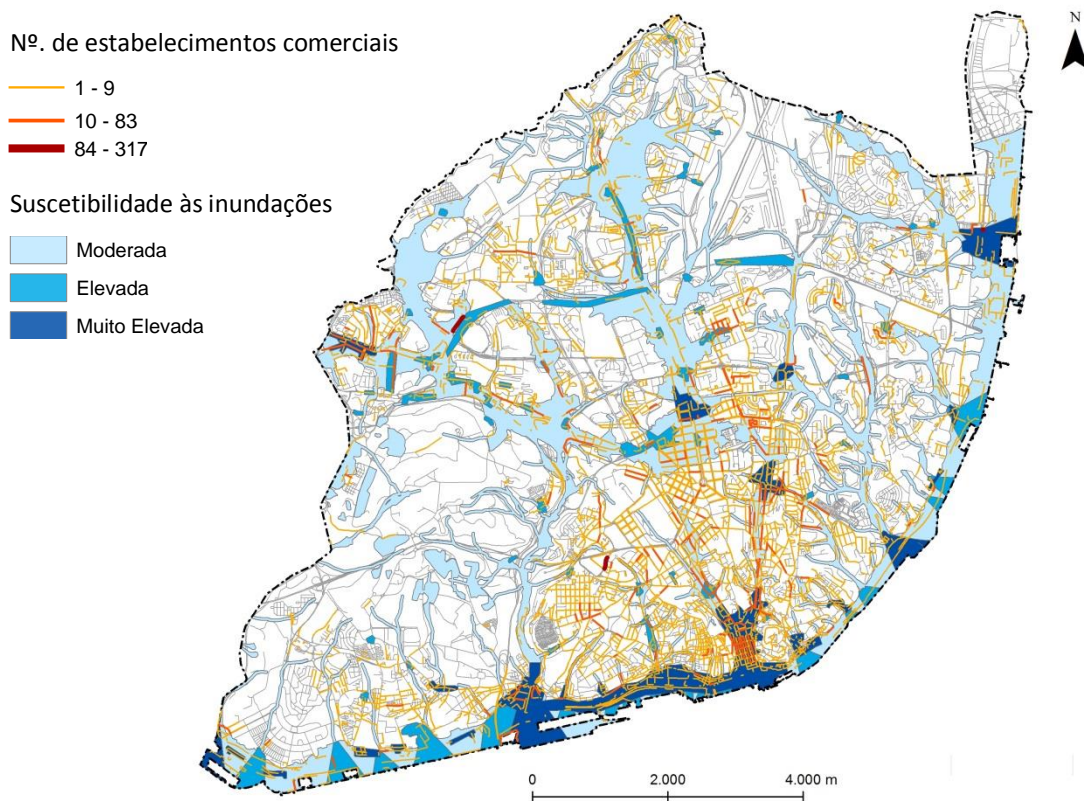 Nº. de estabelecimentos comerciais
1 - 9
10 - 83
84 - 317
Suscetibilidade às inundações
Moderada
Elevada
Muito Elevada
N
0 2.000 4.000 m